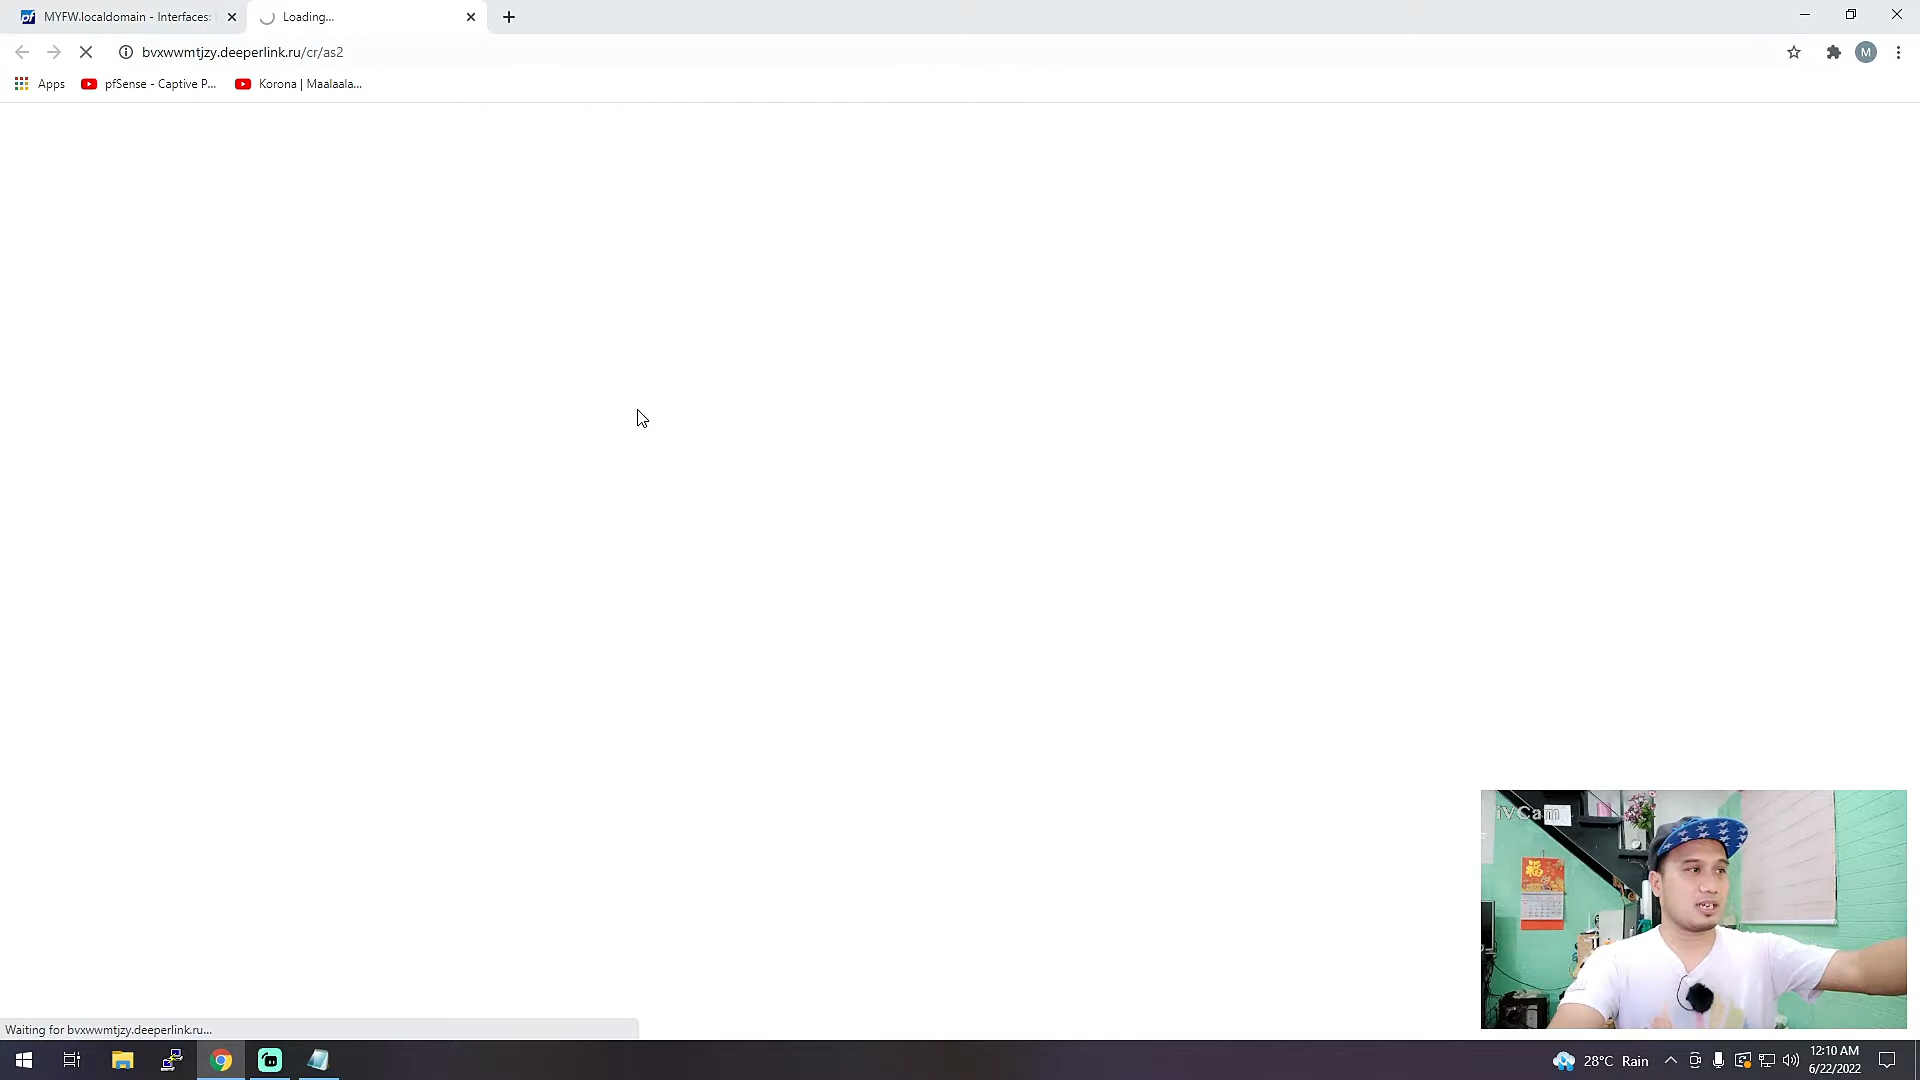 MYFW.localdomain - Interfaces:
Loading...
bvxwwmtjzy.deeperlink.ru/cr/as2
M
Apps
pfSense - Captive P...
Korona | Maalaala...
iVCam
福
Waiting for bvxwwmtjzy.deeperlink.ru...
28°C Rain
12:10 AM
6/22/2022